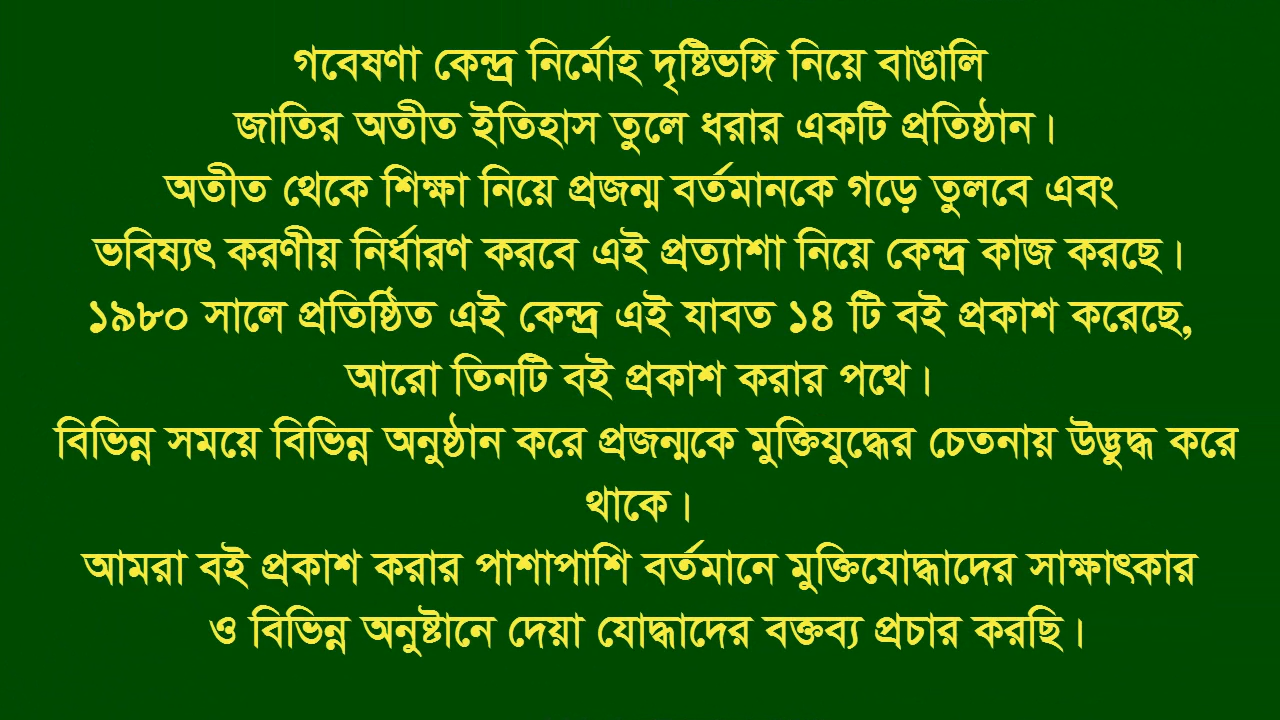 গবেষণা কেন্দ্র নির্মোহ দৃষ্টিভঙ্গি নিয়ে বাঙালি
জাতির অতীত ইতিহাস তুলে ধরার একটি প্রতিষ্ঠান।
অতীত থেকে শিক্ষা নিয়ে প্রজন্ম বর্তমানকে গড়ে তুলবে এবং
ভবিষ্যৎ করণীয় নির্ধারণ করবে এই প্রত্যাশা নিয়ে কেন্দ্র কাজ করছে।
১৯৮০ সালে প্রতিষ্ঠিত এই কেন্দ্র এই যাবত ১৪ টি বই প্রকাশ করেছে,
আরো তিনটি বই প্রকাশ করার পথে।
বিভিন্ন সময়ে বিভিন্ন অনুষ্ঠান করে প্রজন্মকে মুক্তিযুদ্ধের চেতনায় উদ্ভুদ্ধ করে
থাকে।
আমরা বই প্রকাশ করার পাশাপাশি বর্তমানে মুক্তিযোদ্ধাদের সাক্ষাৎকার
ও বিভিন্ন অনুষ্টানে দেয়া যোদ্ধাদের বক্তব্য প্রচার করছি।